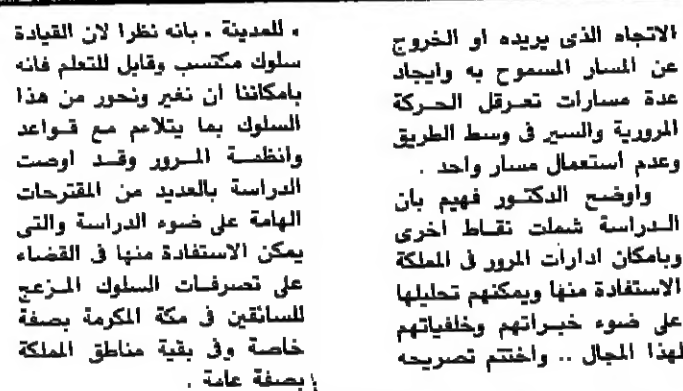 الاتجاه الذى يريده او الخروج
عن المسار المسموح به وايجاد
عدة مسارات تعرقل الحركة
المرورية والسير فى وسط الطريق
وعدم أستعمال مسار واحد .
واوضح الدكتور فهيم بان
الدراسة شملت نقاط اخرى
وبامكان ادارات المرور فى المملكة
الاستفادة منها ويمكنهم تحليلها
على ضوء خبراتهم وخلفياتهم
لهذا المجال .. واختتم تصريحه
« للمدينة » بانه نظرا لان القيادة
سلوك مكتسب وقابل للتعلم فانه
بامكاننا ان نغير ونحور من هذا
السلوك بما يتلاءم مع قواعد
وانظمة المرور وقد اوصت
الدراسة بالعديد من المقترحات
الهامة على ضوء الدراسة والتى
يمكن الاستفادة منها فى القضاء
على تصرفات السلوك المزعج
للسائقين فى مكة المكرمة بصفة
خاصة وفى بقية مناطق المملكة
بصفة عامة .